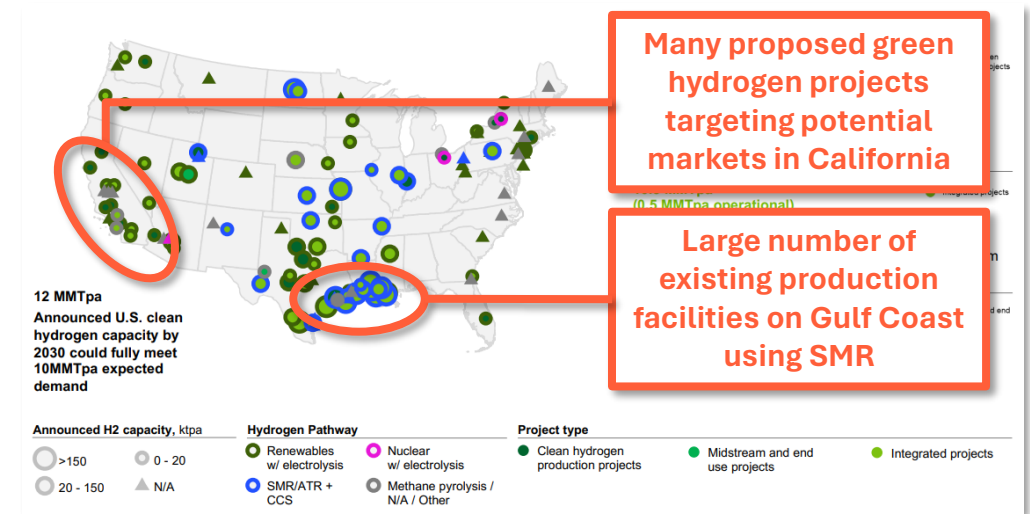 Many proposed green
hydrogen projects
targeting potential
markets in California
(0.5 MMTpa operational)
Integrated projects
Large number of
existing production
facilities on Gulf Coast
using SMR
12 MMTpa
Announced U.S. clean
hydrogen capacity by
2030 could fully meet
10MMTpa expected
demand
Announced H2 capacity, ktpa
>150
0 - 20
20 - 150
N/A
Hydrogen Pathway
Renewables
w/ electrolysis
Nuclear
w/ electrolysis
SMR/ATR +
CCS
Methane pyrolysis /
N/A / Other
Project type
Clean hydrogen
production projects
Midstream and end
use projects
Integrated projects